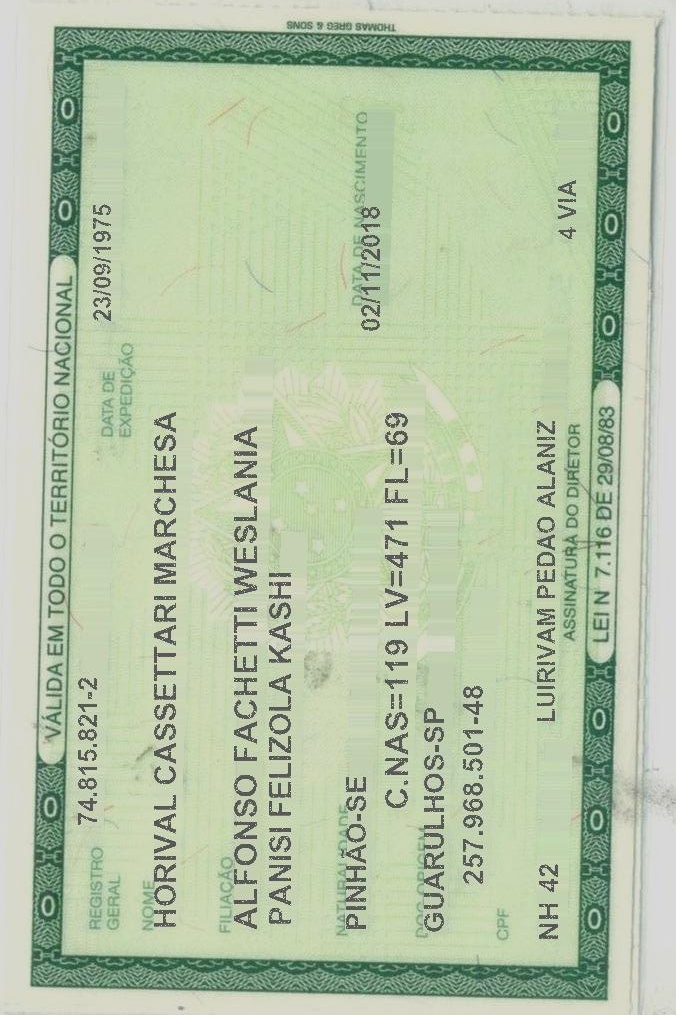 THOMAS GREG & SONS
VÁLIDA EM TODO O TERRITÓRIO NACIONAL
REGISTRO GERAL 74.815.821-2 DATA DE EXPEDIÇÃO 23/09/1975
NOME
HORIVAL CASSETTARI MARCHESA
FILIAÇÃO
ALFONSO FACHETTI WESLANIA
PANISI FELIZOLA KASHI
NATURALIDADE DATA DE NASCIMENTO
PINHÃO-SE 02/11/2018
DOC ORIGEM C.NAS=119 LV=471 FL=69
GUARULHOS-SP
CPF 257.968.501-48
NH 42 LUIRIVAM PEDAO ALANIZ 4 VIA
ASSINATURA DO DIRETOR
LEI N 7.116 DE 29/08/83